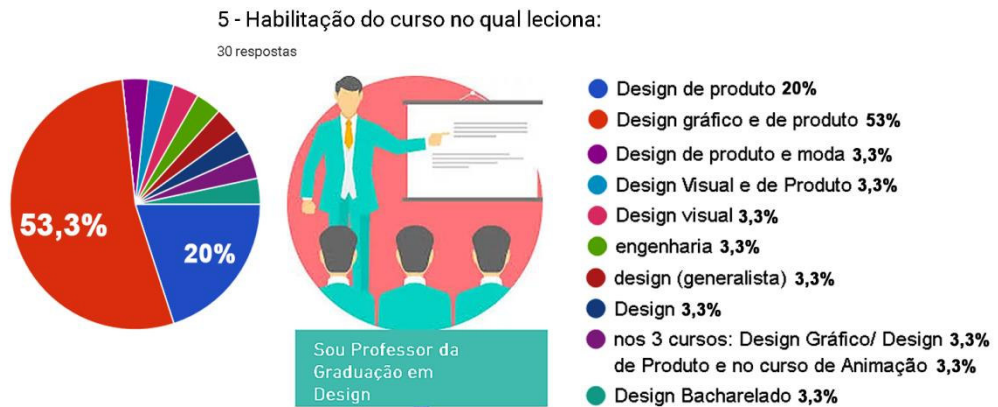 5 - Habilitação do curso no qual leciona:
30 respostas
53,3%
20%
Sou Professor da
Graduação em
Design
Design de produto 20%
Design gráfico e de produto 53%
Design de produto e moda 3,3%
Design Visual e de Produto 3,3%
Design visual 3,3%
engenharia 3,3%
design (generalista) 3,3%
Design 3,3%
nos 3 cursos: Design Gráfico/ Design 3,3%
de Produto e no curso de Animação 3,3%
Design Bacharelado 3,3%